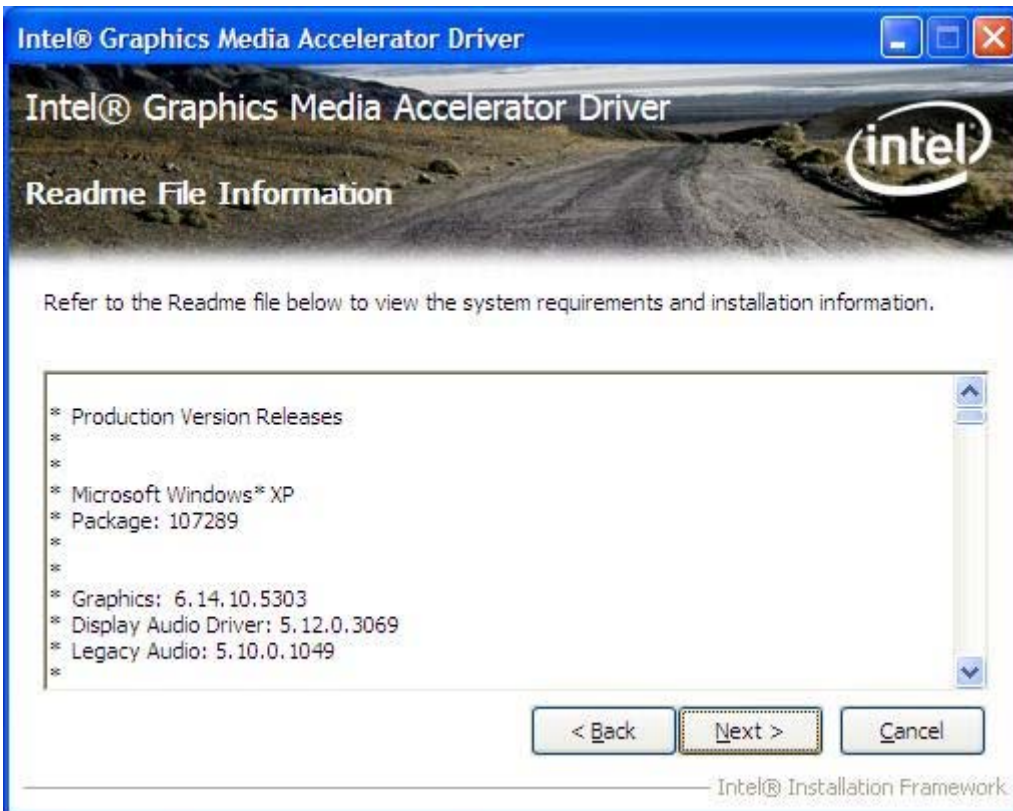 Intel® Graphics Media Accelerator Driver
Intel® Graphics Media Accelerator Driver
intel
Readme File Information
Refer to the Readme file below to view the system requirements and installation information.
* Production Version Releases
*
*
* Microsoft Windows* XP
* Package: 107289
*
*
* Graphics: 6.14.10.5303
* Display Audio Driver: 5.12.0.3069
* Legacy Audio: 5.10.0.1049
*
< Back Next > Cancel
Intel® Installation Framework